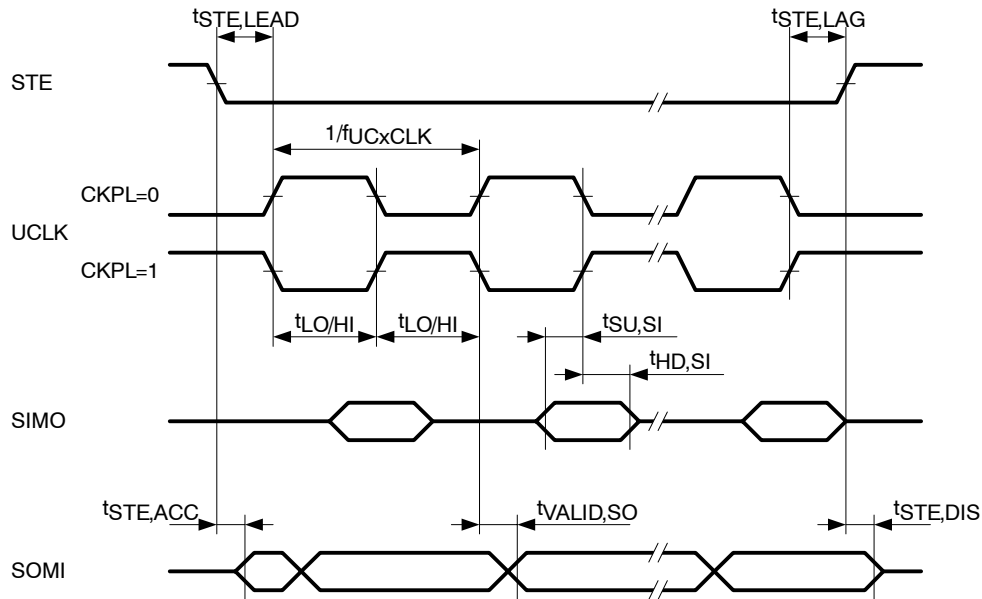 tSTE,LEAD
tSTE,LAG
STE
1/fUCxCLK
CKPL=0
UCLK
CKPL=1
tLO/HI
tLO/HI
tSU,SI
tHD,SI
SIMO
tSTE,ACC
tVALID,SO
tSTE,DIS
SOMI